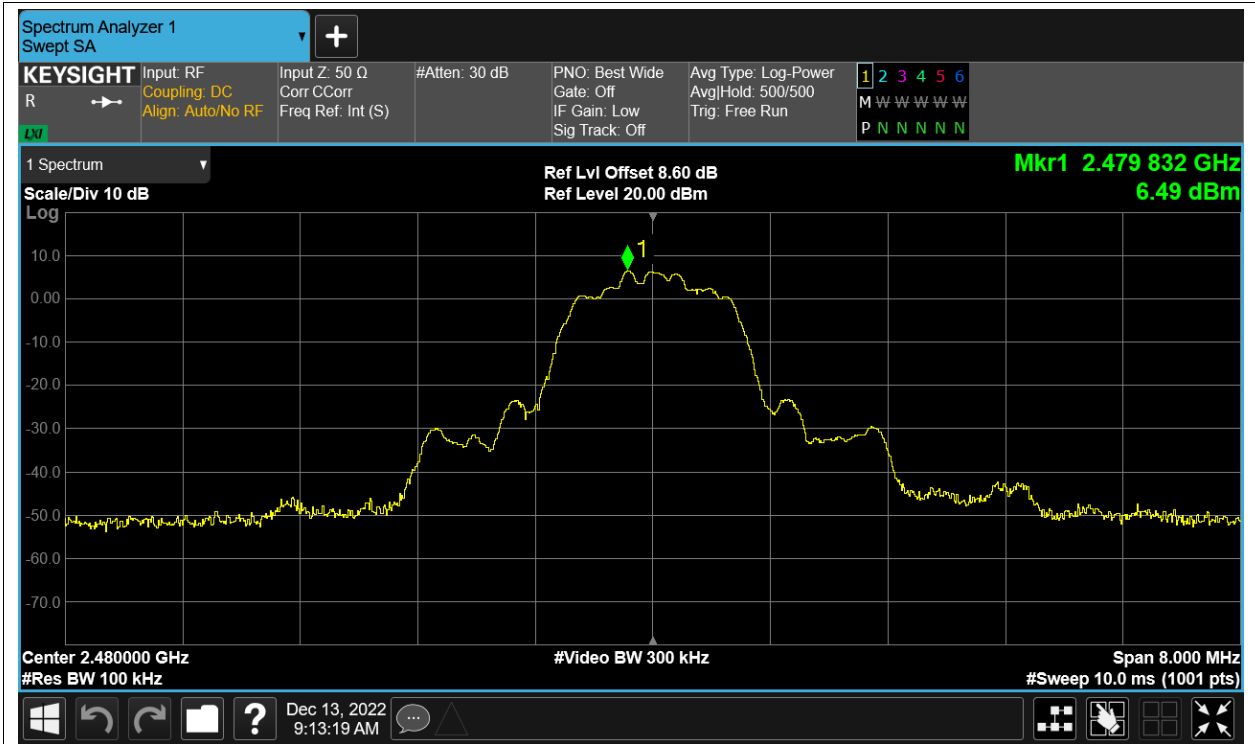 Spectrum Analyzer 1
Swept SA
+
KEYSIGHT
R
LXI
Input: RF
Coupling: DC
Align: Auto/No RF
Input Z: 50 Ω
Corr CCorr
Freq Ref: Int (S)
#Atten: 30 dB
PNO: Best Wide
Gate: Off
IF Gain: Low
Sig Track: Off
Avg Type: Log-Power
Avg|Hold: 500/500
Trig: Free Run
1 2 3 4 5 6
M W W W W W W
P N N N N N N
1 Spectrum
Scale/Div 10 dB
Log
Ref Lvl Offset 8.60 dB
Ref Level 20.00 dBm
Mkr1 2.479 832 GHz
6.49 dBm
1
10.0
0.00
-10.0
-20.0
-30.0
-40.0
-50.0
-60.0
-70.0
Center 2.480000 GHz
#Res BW 100 kHz
#Video BW 300 kHz
Span 8.000 MHz
#Sweep 10.0 ms (1001 pts)
?
Dec 13, 2022
9:13:19 AM